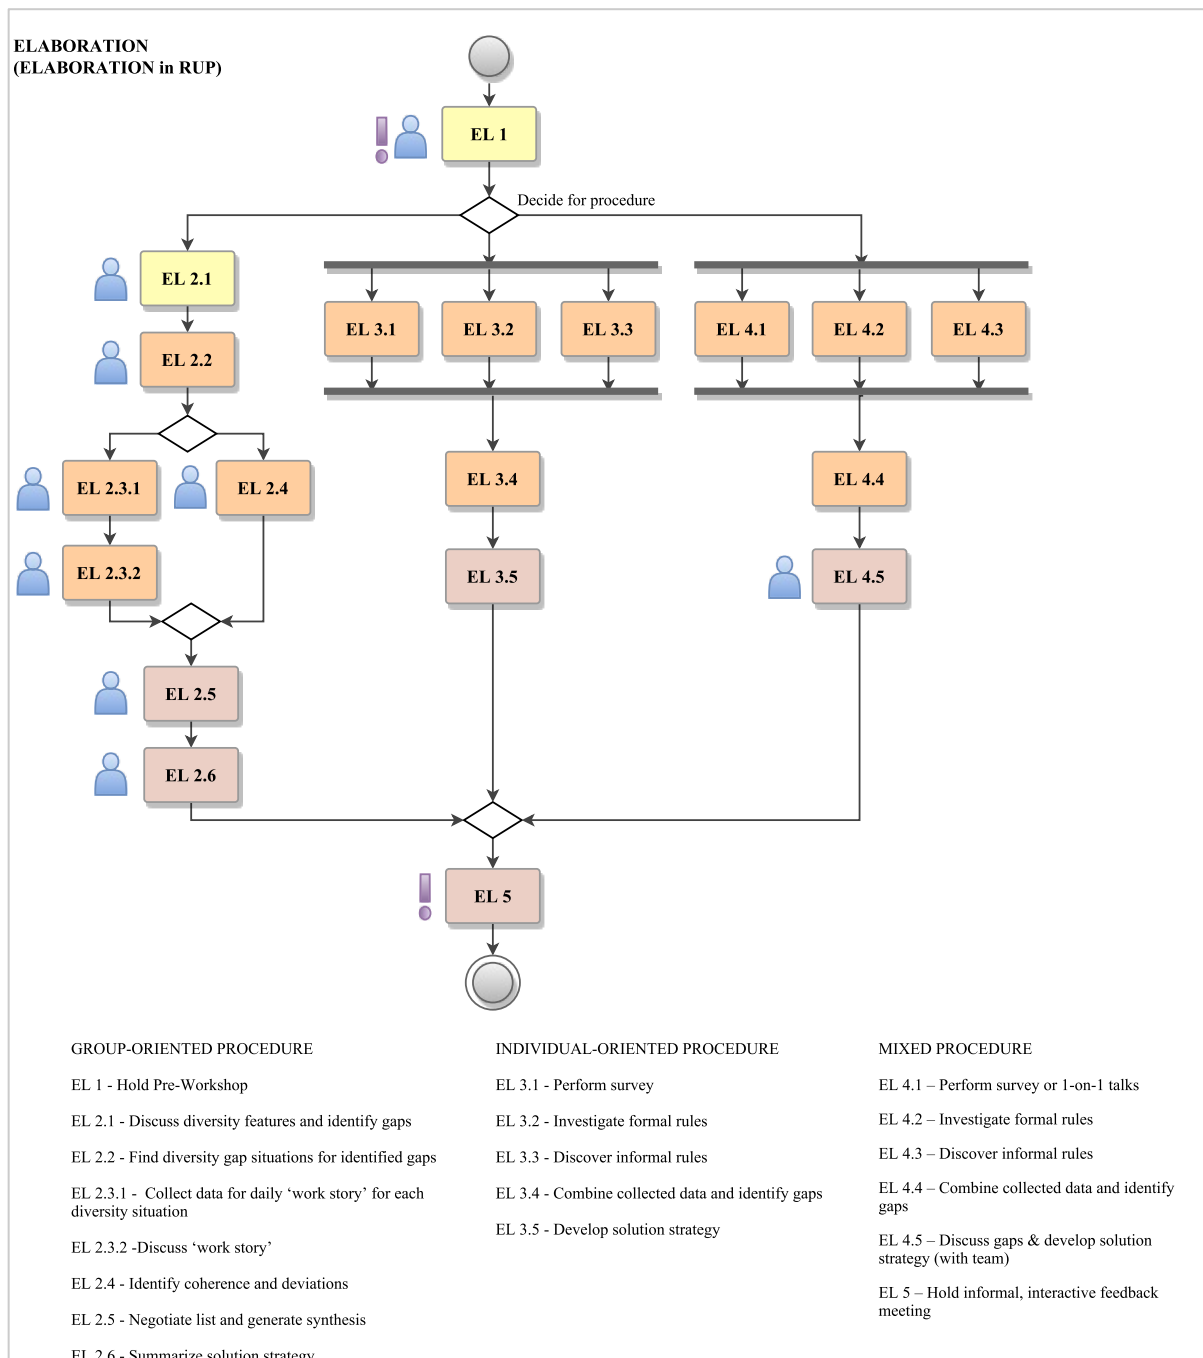 ELABORATION
(ELABORATION in RUP)
EL 1
Decide for procedure
EL 2.1
EL 2.2
EL 3.1
EL 3.2
EL 3.3
EL 4.1
EL 4.2
EL 4.3
EL 2.3.1
EL 2.4
EL 3.4
EL 4.4
EL 2.3.2
EL 3.5
EL 4.5
EL 2.5
EL 2.6
EL 5
GROUP-ORIENTED PROCEDURE
EL 1 - Hold Pre-Workshop
EL 2.1 - Discuss diversity features and identify gaps
EL 2.2 - Find diversity gap situations for identified gaps
EL 2.3.1 - Collect data for daily ‘work story’ for each
diversity situation
EL 2.3.2 -Discuss ‘work story’
EL 2.4 - Identify coherence and deviations
EL 2.5 - Negotiate list and generate synthesis
EL 2.6 - Summarize solution strategy
INDIVIDUAL-ORIENTED PROCEDURE
EL 3.1 - Perform survey
EL 3.2 - Investigate formal rules
EL 3.3 - Discover informal rules
EL 3.4 - Combine collected data and identify gaps
EL 3.5 - Develop solution strategy
MIXED PROCEDURE
EL 4.1 – Perform survey or 1-on-1 talks
EL 4.2 – Investigate formal rules
EL 4.3 – Discover informal rules
EL 4.4 – Combine collected data and identify
gaps
EL 4.5 – Discuss gaps & develop solution
strategy (with team)
EL 5 – Hold informal, interactive feedback
meeting